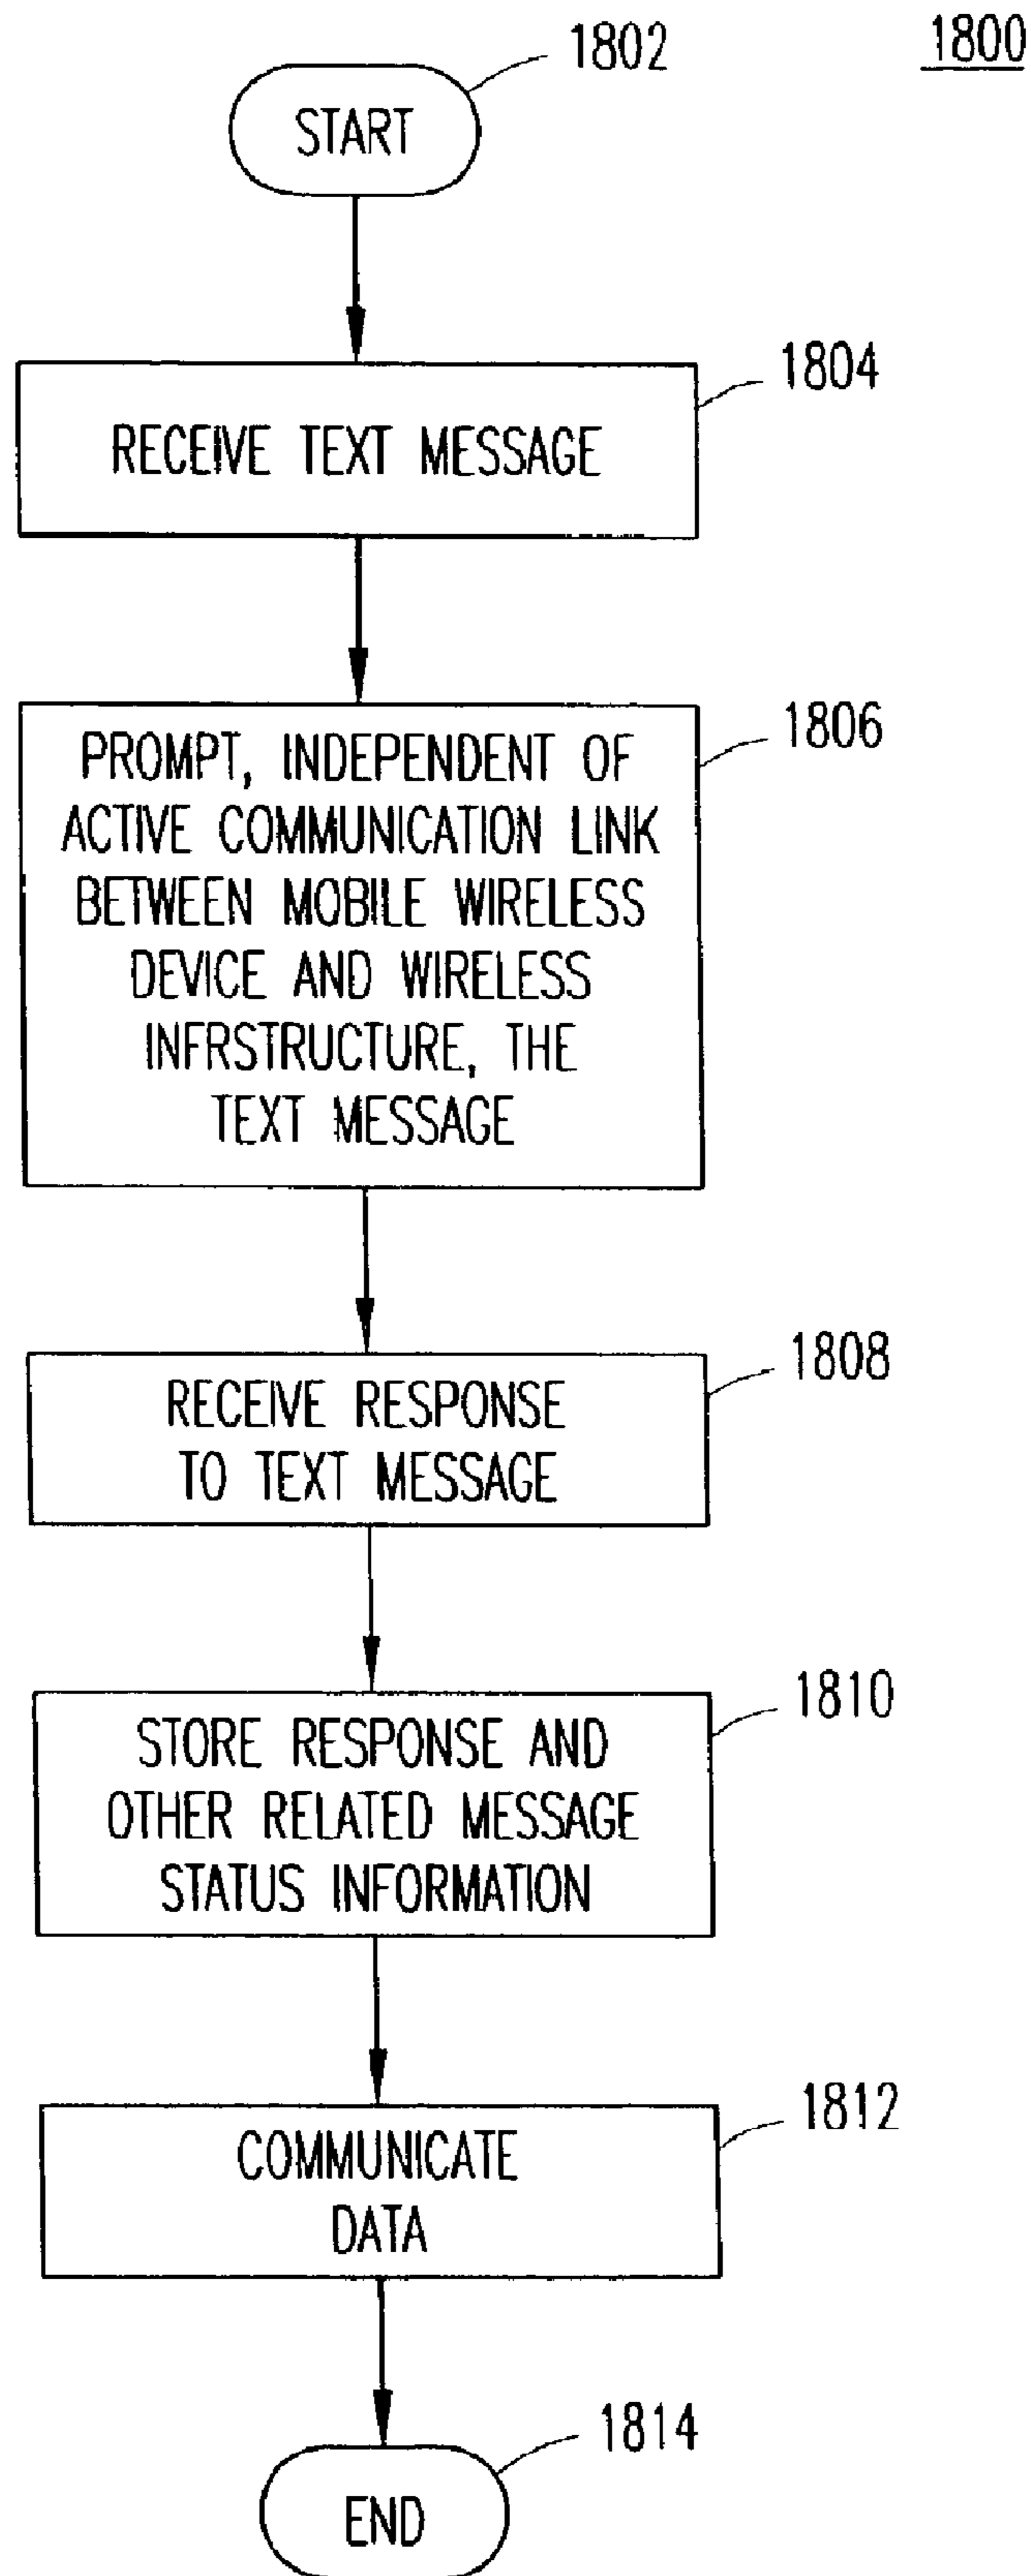 1800
1802
START
1804
RECEIVE TEXT MESSAGE
1806
PROMPT, INDEPENDENT OF
ACTIVE COMMUNICATION LINK
BETWEEN MOBILE WIRELESS
DEVICE AND WIRELESS
INFRSTRUCTURE, THE
TEXT MESSAGE
1808
RECEIVE RESPONSE
TO TEXT MESSAGE
1810
STORE RESPONSE AND
OTHER RELATED MESSAGE
STATUS INFORMATION
1812
COMMUNICATE
DATA
1814
END